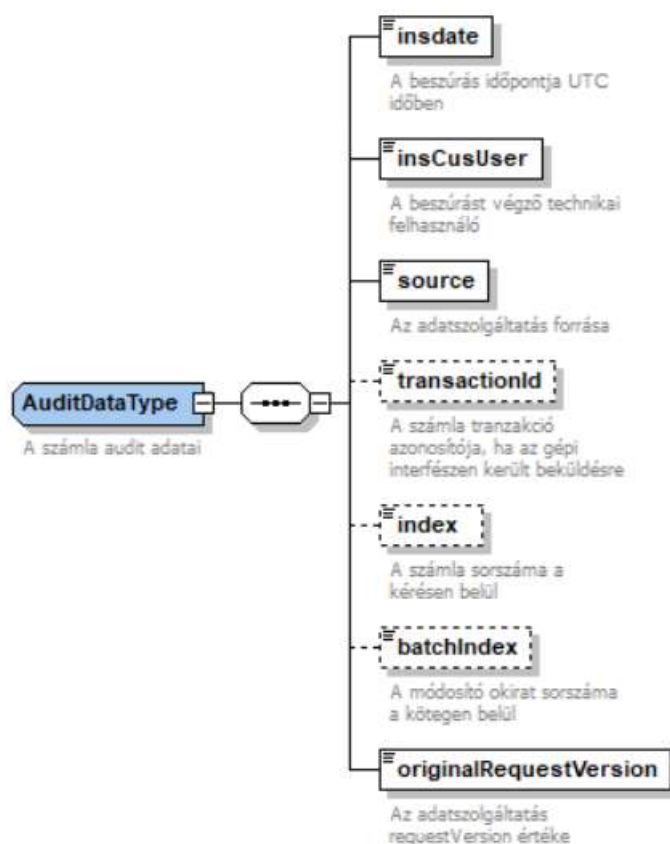 insdate
A beszúrás időpontja UTC
időben
insCusUser
A beszúrást végző technikai
felhasználó
source
Az adatszolgáltatás forrása
transactionId
A számla tranzakció
azonosítója, ha az gépi
interfészen került beküldésre
AuditDataType
A számla audit adatai
index
A számla sorszáma a
kérésen belül
batchIndex
A módosító okirat sorszáma
a kötegen belül
originalRequestVersion
Az adatszolgáltatás
requestVersion értéke